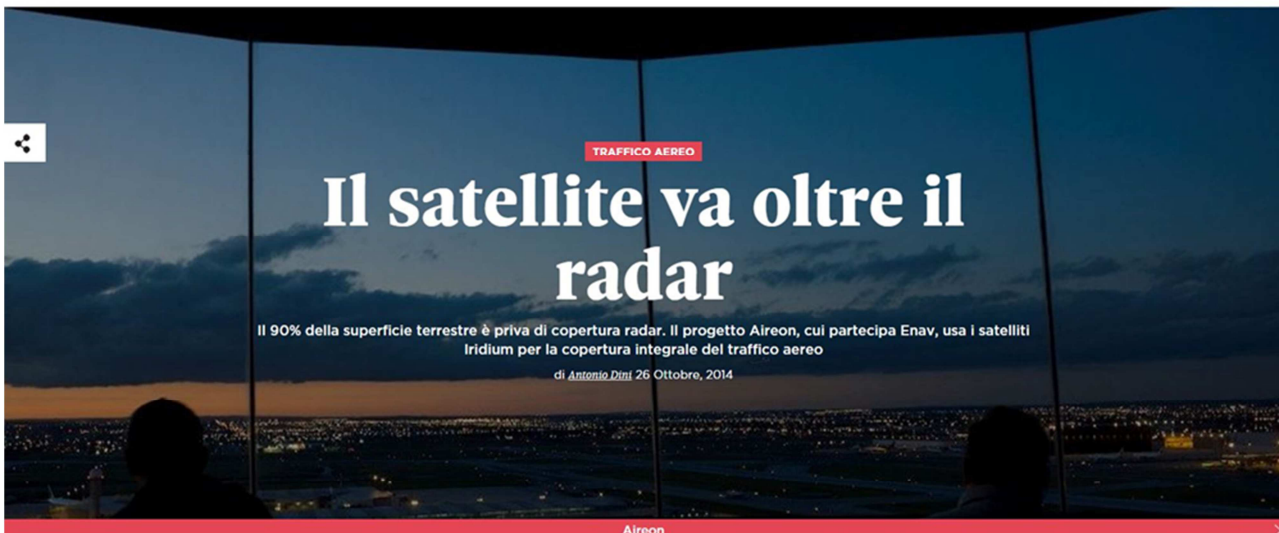 TRAFFICO AEREO
Il satellite va oltre il
radar
Il 90% della superficie terrestre è priva di copertura radar. Il progetto Aireon, cui partecipa Enav, usa i satelliti
Iridium per la copertura integrale del traffico aereo
di Antonio Dini 26 Ottobre, 2014
Aireon